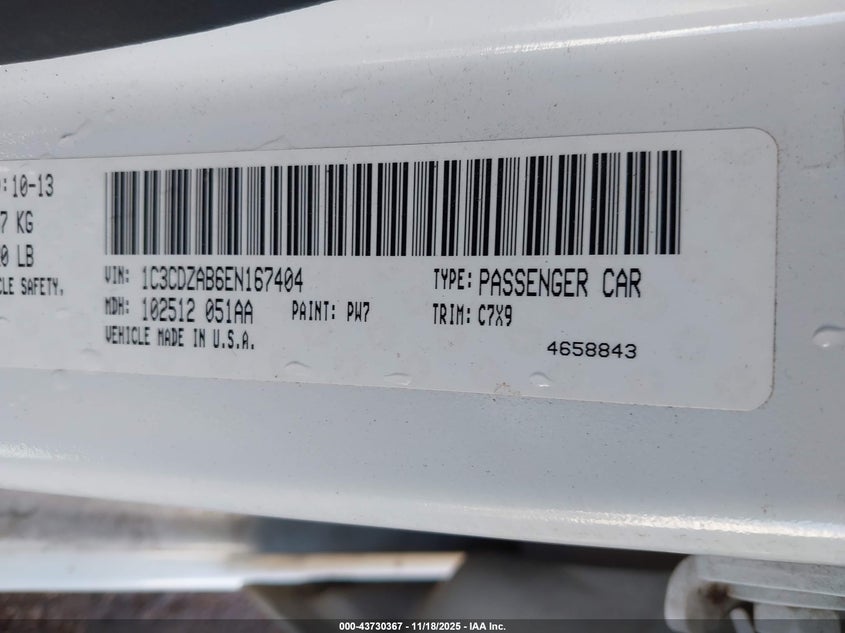 :10-13
7 KG
0 LB
CLE SAFETY,
VIN: 1C3CDZAB6EN167404 TYPE: PASSENGER CAR
MDH: 102512 051AA PAINT: PW7 TRIM: C7X9
VEHICLE MADE IN U.S.A. 4658843
000-43730367 - 11/18/2025 - IAA Inc.